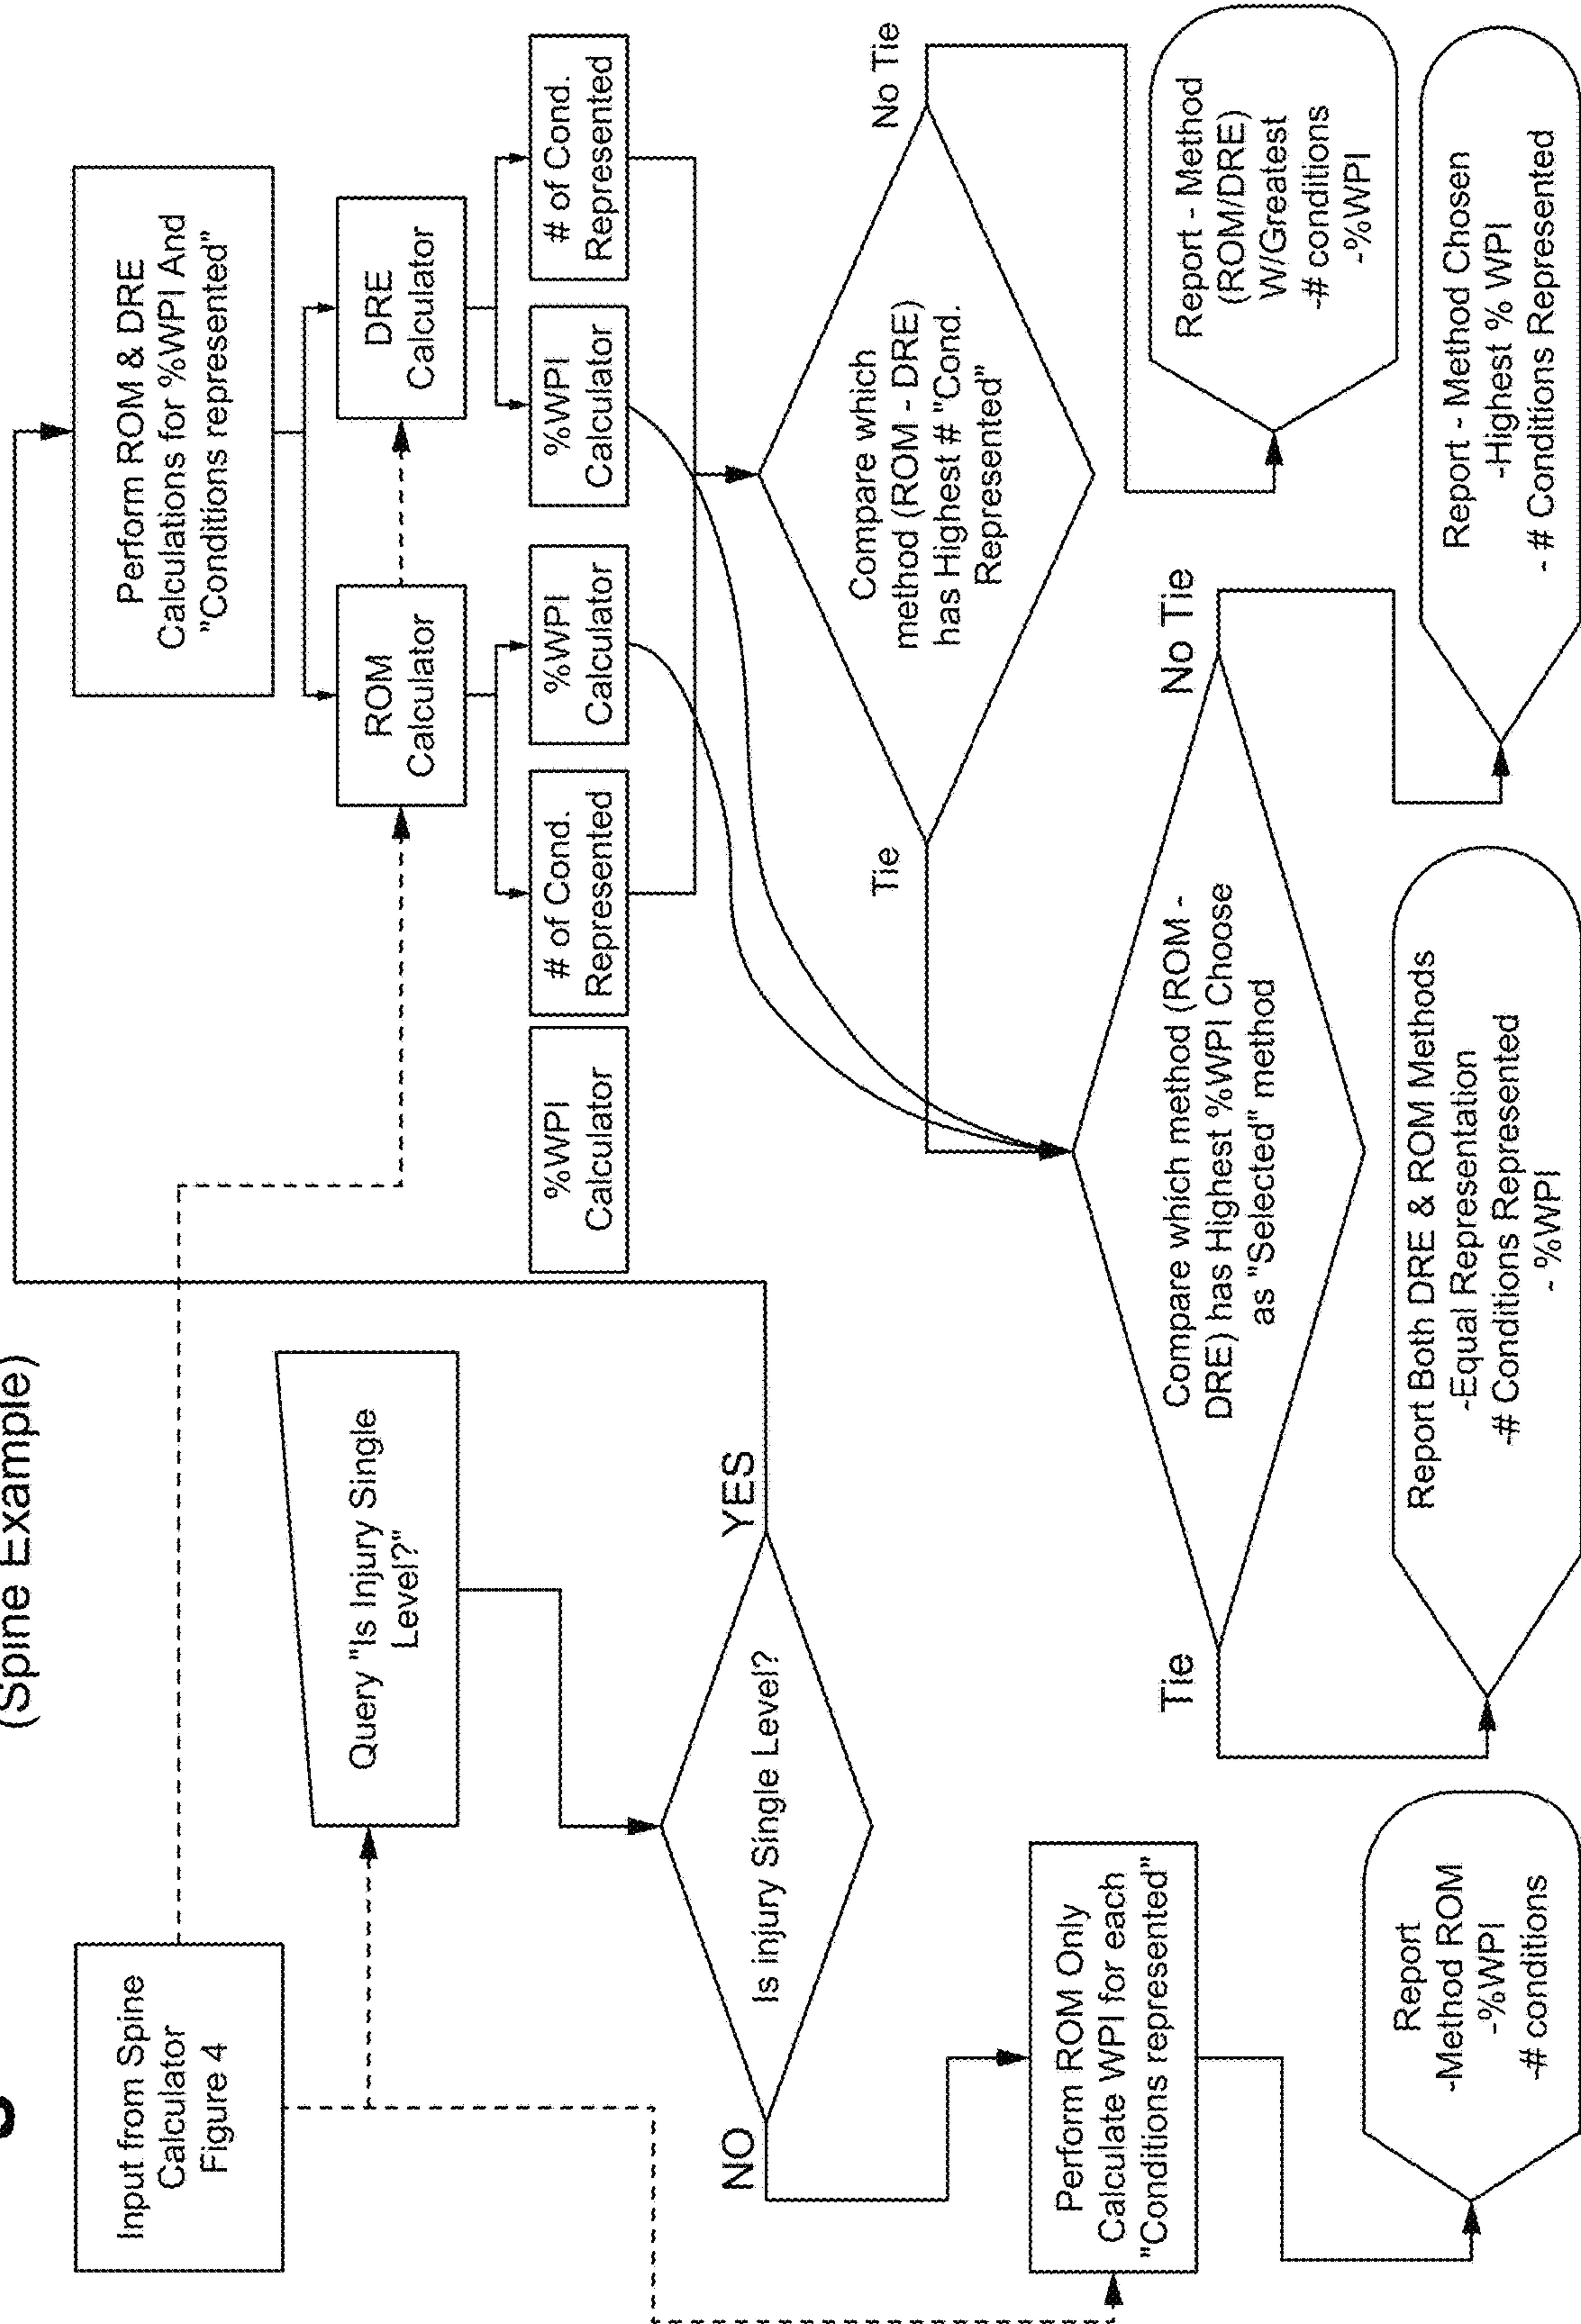 (Spine Example)
Input from Spine
Calculator
Figure 4
Query "Is Injury Single
Level?"
Is injury Single Level?
YES
NO
Perform ROM Only
Calculate WPI for each
"Conditions represented"
Report
-Method ROM
-%WPI
-# conditions
Perform ROM & DRE
Calculations for %WPI And
"Conditions represented"
ROM
Calculator
DRE
Calculator
%WPI
Calculator
# of Cond.
Represented
%WPI
Calculator
%WPI
Calculator
# of Cond.
Represented
Compare which
method (ROM - DRE)
has Highest # "Cond.
Represented"
Tie
No Tie
Report - Method
(ROM/DRE)
W/Greatest
-# conditions
-%WPI
Compare which method (ROM -
DRE) has Highest %WPI Choose
as "Selected" method
Tie
No Tie
Report Both DRE & ROM Methods
-Equal Representation
-# Conditions Represented
- %WPI
Report - Method Chosen
-Highest % WPI
- # Conditions Represented